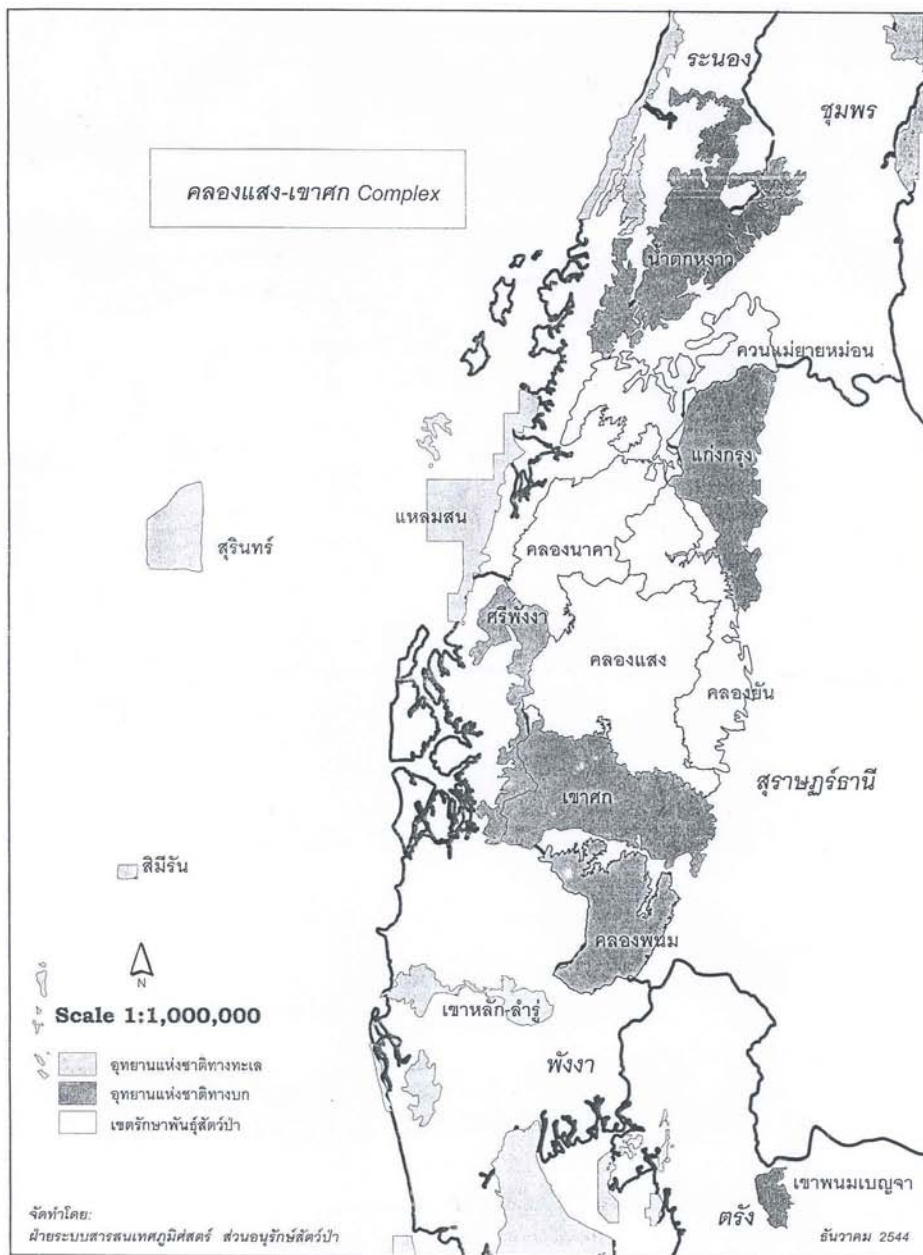 ระนอง
ชุมพร
คลองแสง-เขาศก Complex
น้ำตกหงาว
ควนแม่ยายหม่อน
แก่งกรุง
แหลมสน
สุรินทร์
คลองนาคา
ศรีพังงา
คลองแสง
คลองยัน
สุราษฎร์ธานี
เขาศก
สิมีรัน
คลองพนม
N
Scale 1:1,000,000
เขาหลัก-ลำรู่
พังงา
อุทยานแห่งชาติทางทะเล
อุทยานแห่งชาติทางบก
เขตรักษาพันธุ์สัตว์ป่า
เขาพนมเบญจา
ตรัง
จัดทำโดย:
ฝ่ายระบบสารสนเทศภูมิศาสตร์ ส่วนอนุรักษ์สัตว์ป่า
ธันวาคม 2544